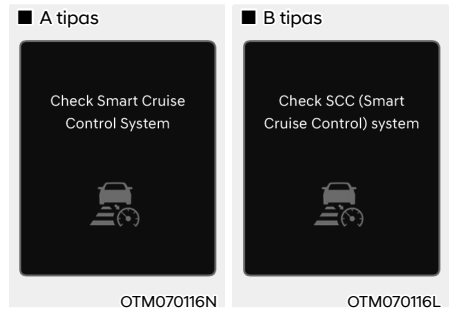 ■ A tipas
Check Smart Cruise
Control System
OTM070116N
■ B tipas
Check SCC (Smart
Cruise Control) system
OTM070116L